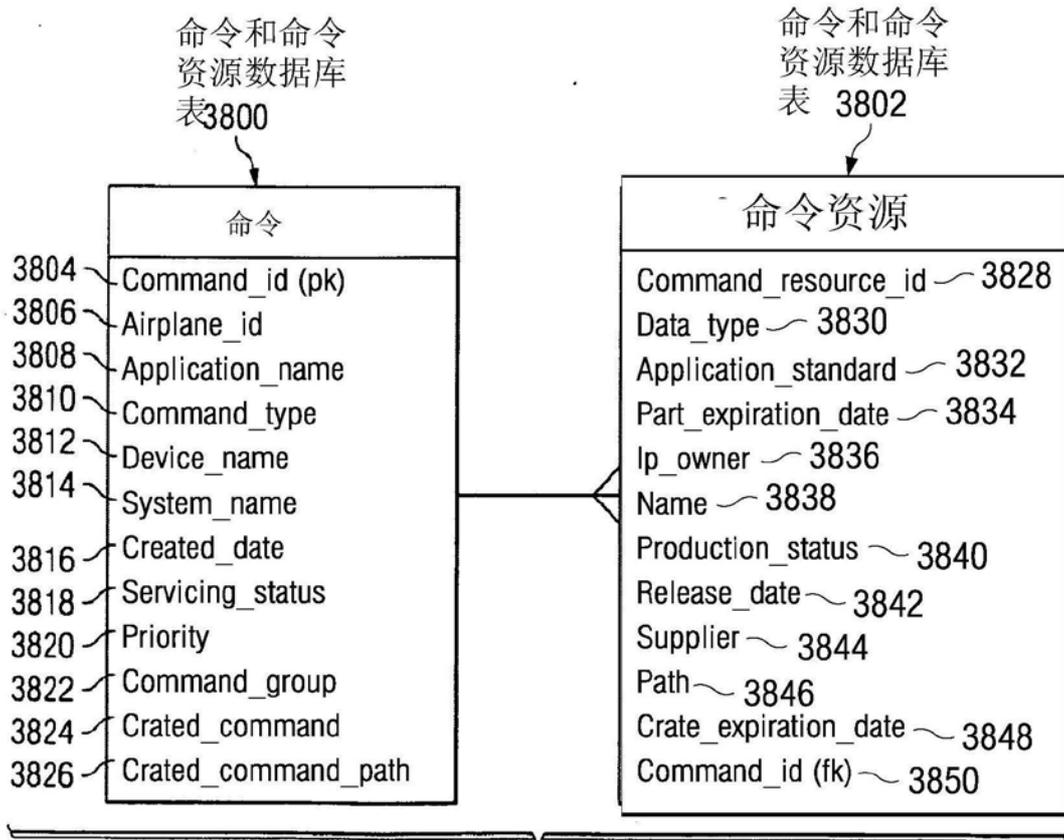 命令和命令
资源数据库
表3800
命令
3804 Command_id (pk)
3806 Airplane_id
3808 Application_name
3810 Command_type
3812 Device_name
3814 System_name
3816 Created_date
3818 Servicing_status
3820 Priority
3822 Command_group
3824 Crated_command
3826 Crated_command_path
命令和命令
资源数据库
表 3802
命令资源
Command_resource_id 3828
Data_type 3830
Application_standard 3832
Part_expiration_date 3834
Ip_owner 3836
Name 3838
Production_status 3840
Release_date 3842
Supplier 3844
Path 3846
Crate_expiration_date 3848
Command_id (fk) 3850